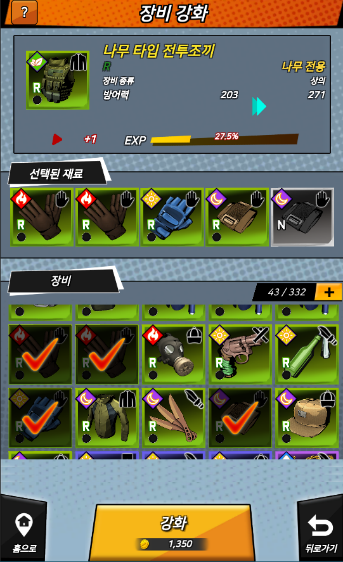 ?
장비 강화
나무 타입 전투조끼
R
나무 전용
장비 종류
상의
방어력
203
271
R
+1
EXP
27.5%
선택된 재료
R
R
R
R
N
장비
43 / 332
+
R
R
R
R
R
R
R
R
R
R
강화
1,350
홈으로
뒤로가기